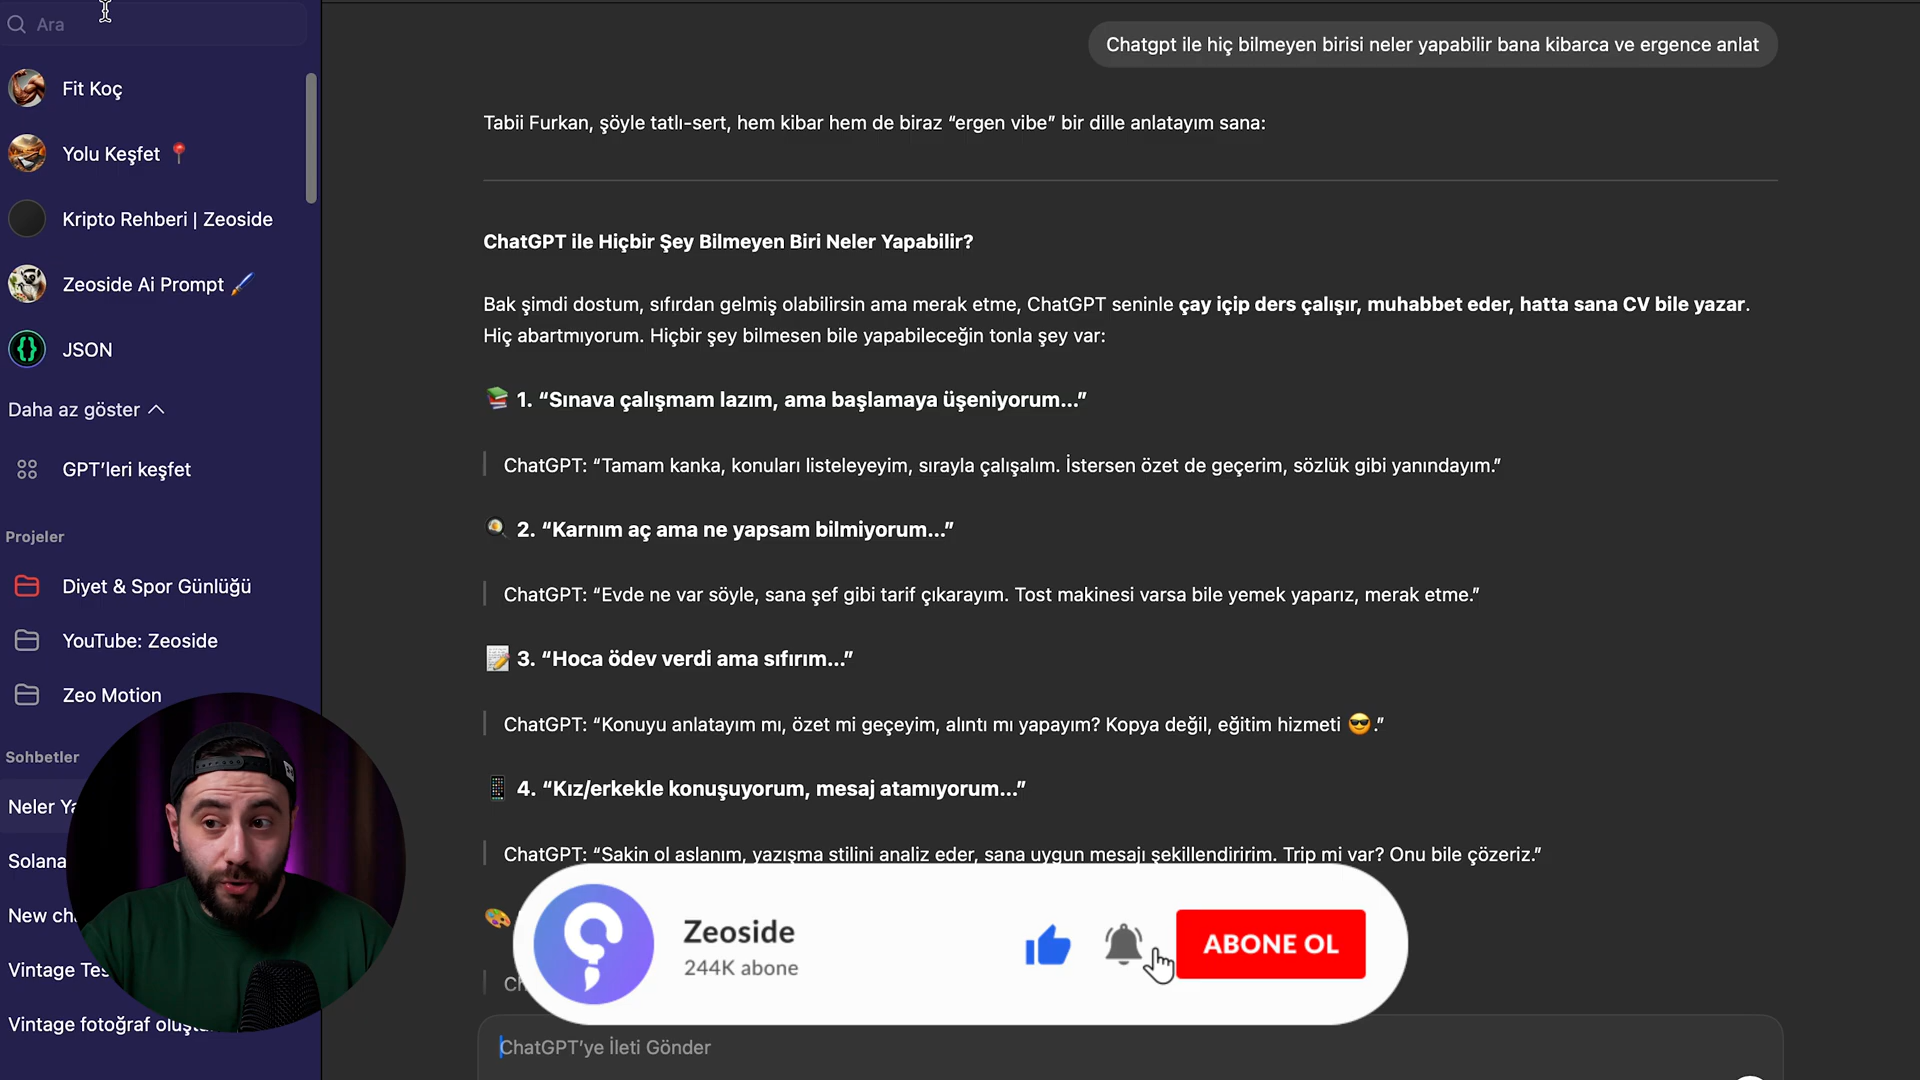 Ara
Fit Koç
Yolu Keşfet 📍
Kripto Rehberi | Zeoside
Zeoside Ai Prompt 🖌️
{} JSON
Daha az göster
GPT’leri keşfet
Projeler
Diyet & Spor Günlüğü
YouTube: Zeoside
Zeo Motion
Sohbetler
Neler
Solana
New
Vintage
Vintage fotoğraf
Chatgpt ile hiç bilmeyen birisi neler yapabilir bana kibarca ve ergence anlat
Tabii Furkan, şöyle tatlı-sert, hem kibar hem de biraz “ergen vibe” bir dille anlatayım sana:
ChatGPT ile Hiçbir Şey Bilmeyen Biri Neler Yapabilir?
Bak şimdi dostum, sıfırdan gelmiş olabilirsin ama merak etme, ChatGPT seninle çay içip ders çalışır, muhabbet eder, hatta sana CV bile yazar.
Hiç abartmıyorum. Hiçbir şey bilmesen bile yapabileceğin tonla şey var:
📚 1. “Sınava çalışmam lazım, ama başlamaya üşeniyorum...”
ChatGPT: “Tamam kanka, konuları listeleyeyim, sırayla çalışalım. İstersen özet de geçerim, sözlük gibi yanındayım.”
🍳 2. “Karnım aç ama ne yapsam bilmiyorum...”
ChatGPT: “Evde ne var söyle, sana şef gibi tarif çıkarayım. Tost makinesi varsa bile yemek yaparız, merak etme.”
📝 3. “Hoca ödev verdi ama sıfırım...”
ChatGPT: “Konuyu anlatayım mı, özet mi geçeyim, alıntı mı yapayım? Kopya değil, eğitim hizmeti 😎.”
📱 4. “Kız/erkekle konuşuyorum, mesaj atamıyorum...”
ChatGPT: “Sakin ol aslanım, yazışma stilini analiz eder, sana uygun mesajı şekillendiririm. Trip mi var? Onu bile çözeriz.”
Zeoside
244K abone
ABONE OL
ChatGPT’ye İleti Gönder